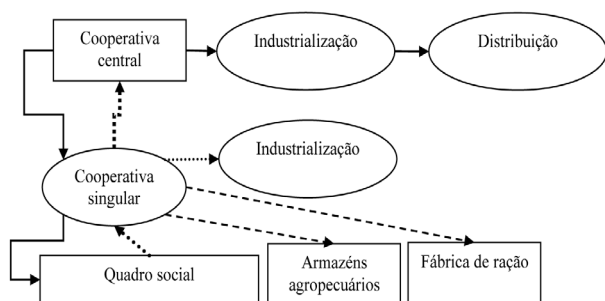 Cooperativa
central
Industrialização
Distribuição
Industrialização
Cooperativa
singular
Quadro social
Armazéns
agropecuários
Fábrica de ração